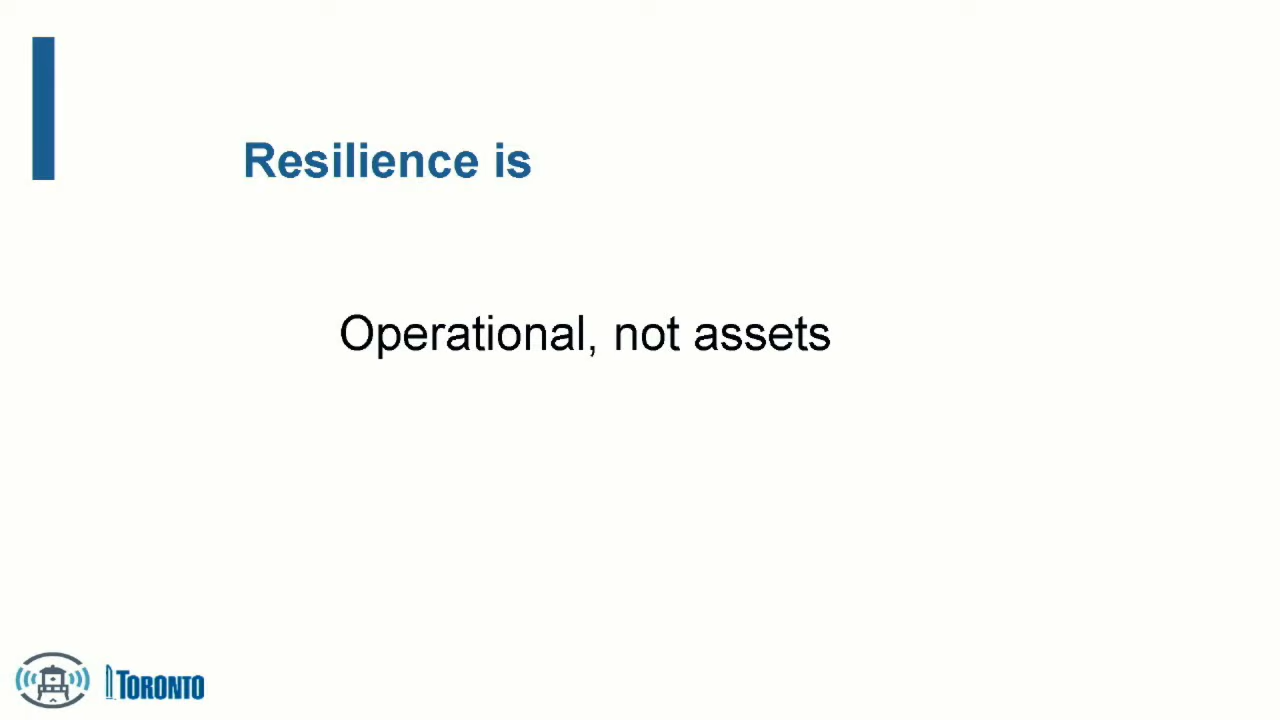 Resilience is
Operational, not assets
TORONTO